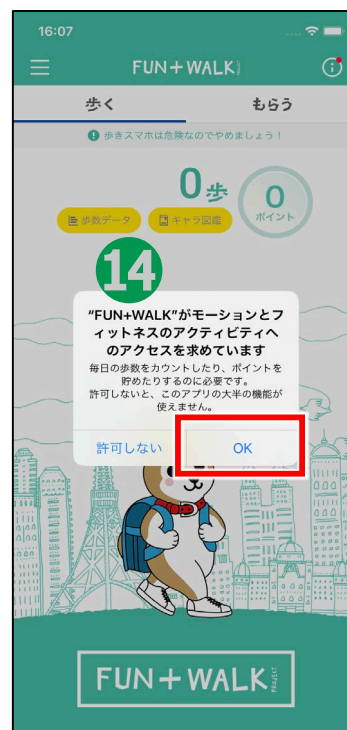 16:07
FUN+WALK
歩く
もらう
歩きスマホは危険なのでやめましょう！
0歩
0
ポイント
歩数データ
キャラ図鑑
14
"FUN+WALK"がモーションとフ
ィットネスのアクティビティへ
のアクセスを求めています
毎日の歩数をカウントしたり、ポイントを
貯めたりするのに必要です。
許可しないと、このアプリの大半の機能が
使えません。
許可しない
OK
FUN+WALK
PROJECT